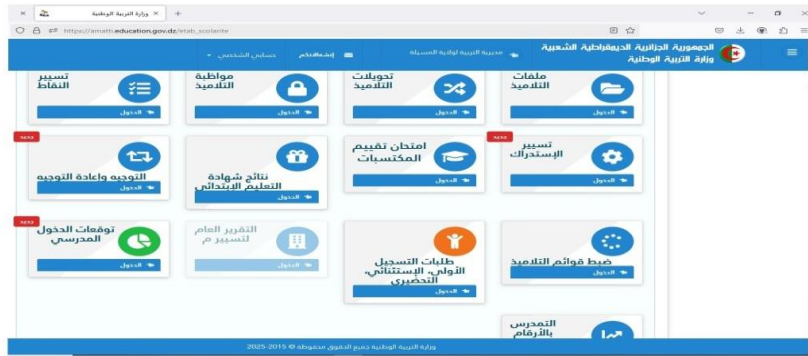 وزارة التربية الوطنية
https://amatti.education.gov.dz/etab_scolarite
الجمهورية الجزائرية الديمقراطية الشعبية
وزارة التربية الوطنية
مديرية التربية لولاية المسيلة
إنشغالاتكم
حسابي الشخصي
ملفات التلاميذ
الدخول
تحويلات التلاميذ
الدخول
مواظبة التلاميذ
الدخول
تسيير النقاط
الدخول
جديد
تسيير الإستدراك
الدخول
امتحان تقييم المكتسبات
الدخول
نتائج شهادة التعليم الإبتدائي
الدخول
جديد
التوجيه وإعادة التوجيه
الدخول
ضبط قوائم التلاميذ
الدخول
طلبات التسجيل الأولي، الإستثنائي، التحضيري
الدخول
التقرير العام لتسيير م
الدخول
جديد
توقعات الدخول المدرسي
الدخول
التمدرس بالأرقام
وزارة التربية الوطنية جميع الحقوق محفوظة © 2015-2025